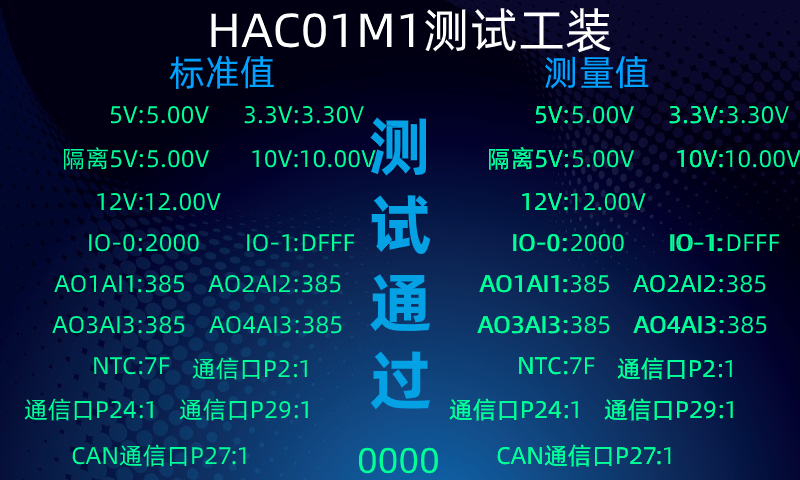 HAC01M1测试工装
标准值
5V:5.00V 3.3V:3.30V
隔离5V:5.00V 10V:10.00V
12V:12.00V
IO-0:2000 IO-1:DFFF
AO1AI1:385 AO2AI2:385
AO3AI3:385 AO4AI3:385
NTC:7F 通信口P2:1
通信口P24:1 通信口P29:1
CAN通信口P27:1
测试通过
0000
测量值
5V:5.00V 3.3V:3.30V
隔离5V:5.00V 10V:10.00V
12V:12.00V
IO-0:2000 IO-1:DFFF
AO1AI1:385 AO2AI2:385
AO3AI3:385 AO4AI3:385
NTC:7F 通信口P2:1
通信口P24:1 通信口P29:1
CAN通信口P27:1